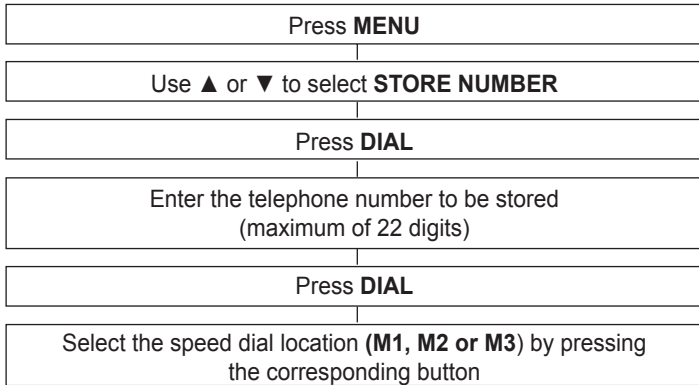 Press MENU
Use ▲ or ▼ to select STORE NUMBER
Press DIAL
Enter the telephone number to be stored
(maximum of 22 digits)
Press DIAL
Select the speed dial location (M1, M2 or M3) by pressing
the corresponding button